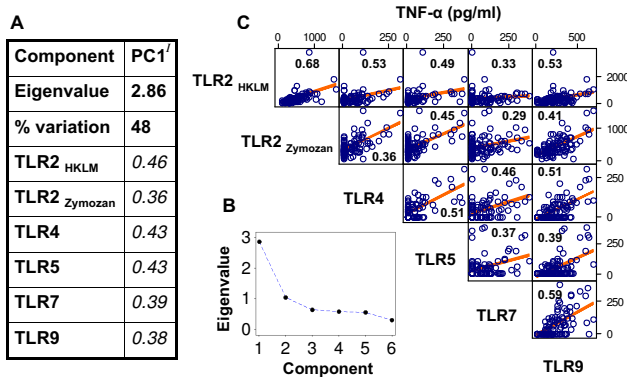 A
Component PC1 I
Eigenvalue 2.86
% variation 48
TLR2 HKLM 0.46
TLR2 Zymozan 0.36
TLR4 0.43
TLR5 0.43
TLR7 0.39
TLR9 0.38
B
3
2
1
0
Eigenvalue
1 2 3 4 5 6
Component
C
TNF-α (pg/ml)
0 1000 0 250 0 250 0 250 0 500
TLR2 HKLM 0.68 0.53 0.49 0.33 0.53 2000 0
TLR2 Zymozan 0.36 0.45 0.29 0.41 1000 0
TLR4 0.51 0.46 0.51 250 0
TLR5 0.37 0.39 250 0
TLR7 0.59 250 0
TLR9